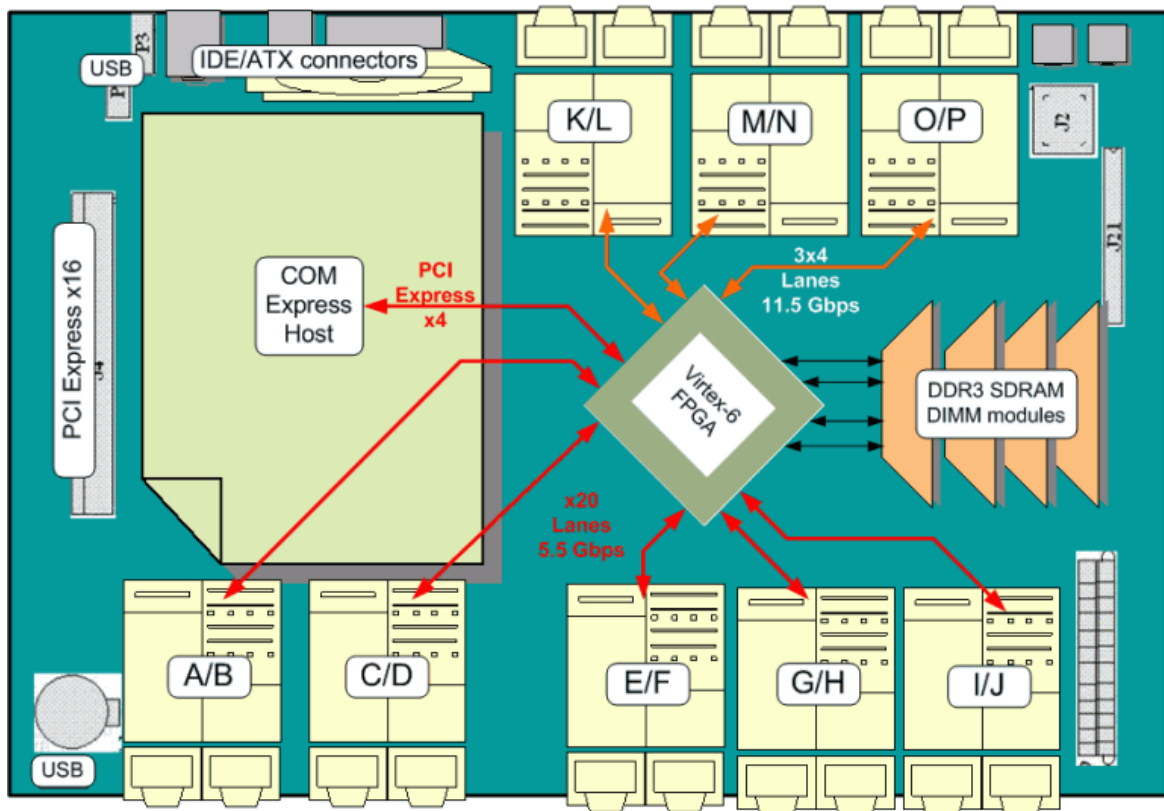 P3
USB
P
IDE/ATX connectors
K/L
M/N
O/P
J2
J21
PCI Express x16
J4
COM
Express
Host
PCI
Express
x4
3x4
Lanes
11.5 Gbps
Virtex-6
FPGA
DDR3 SDRAM
DIMM modules
x20
Lanes
5.5 Gbps
A/B
C/D
E/F
G/H
I/J
USB